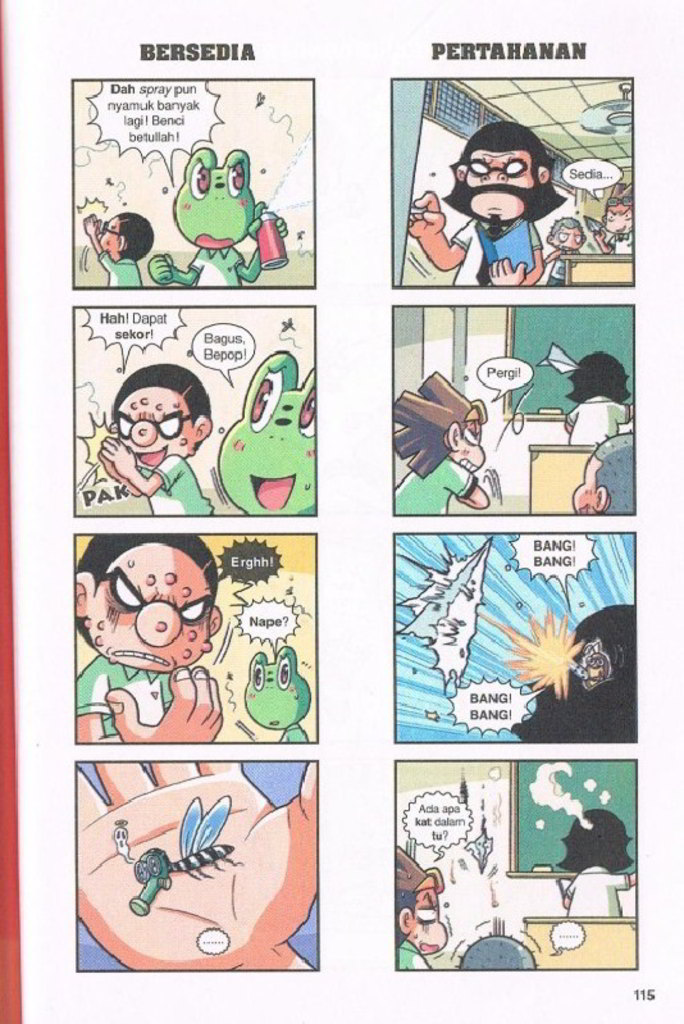 BERSEDIA
Dah spray pun
nyamuk banyak
lagi! Benci
betullah!
Hah! Dapat
sekor!
Bagus,
Bepop!
PAK
Erghh!
Nape?
.......
PERTAHANAN
Sedia...
Pergi!
BANG!
BANG!
BANG!
BANG!
Ada apa
kat dalam
tu?
.......
115